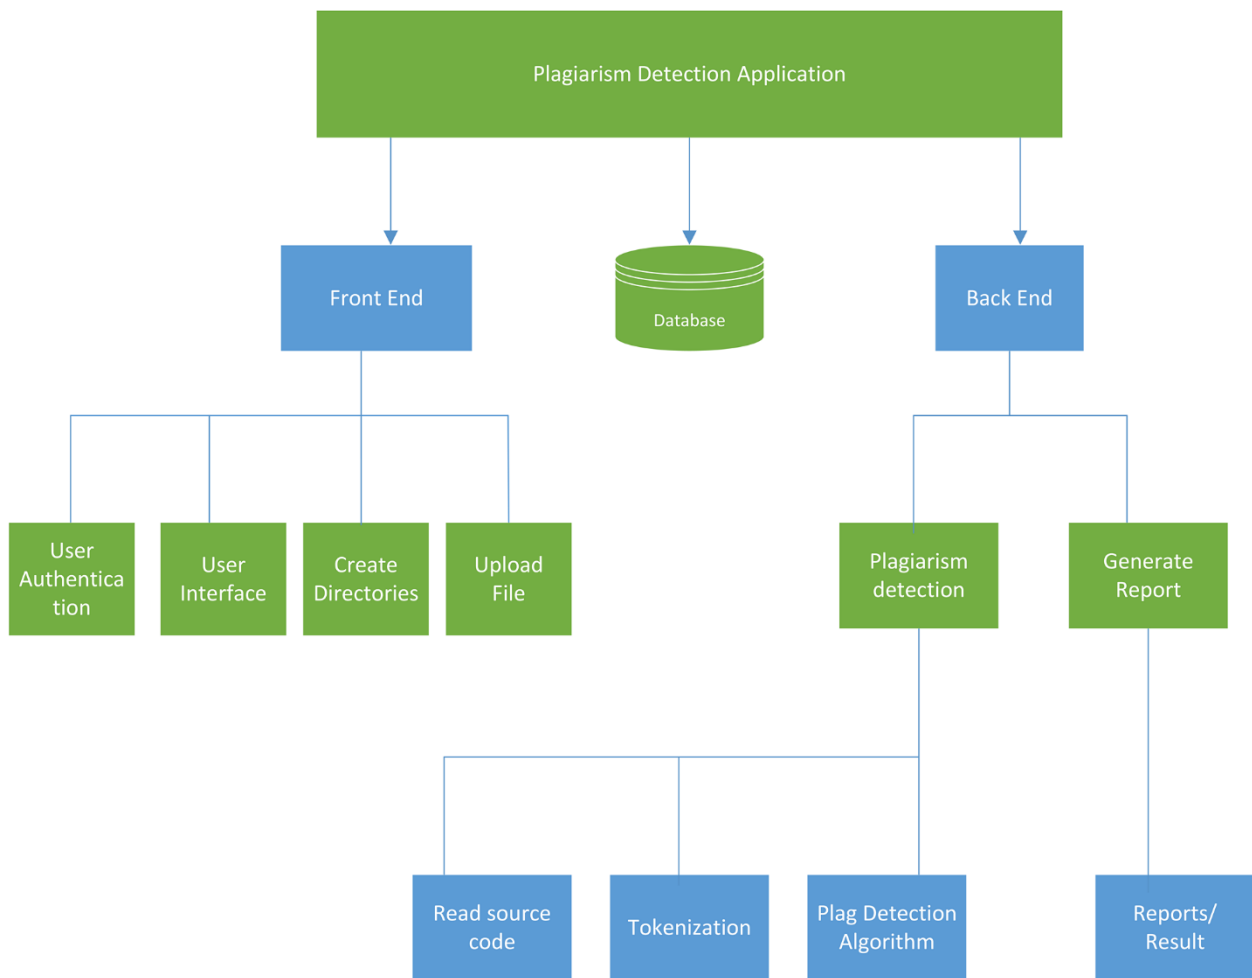 Plagiarism Detection Application
Front End
Database
Back End
User
Authentica
tion
User
Interface
Create
Directories
Upload
File
Plagiarism
detection
Generate
Report
Read source
code
Tokenization
Plag Detection
Algorithm
Reports/
Result